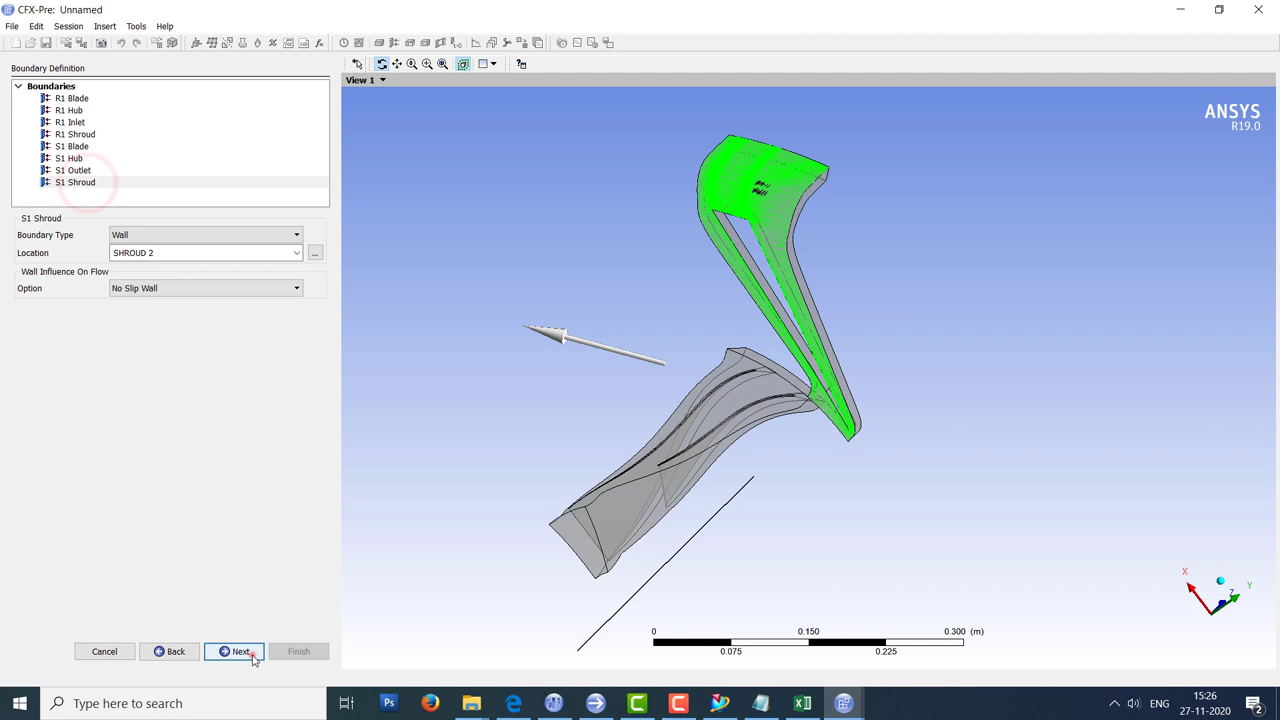 CFX-Pre: Unnamed
File Edit Session Insert Tools Help
Boundary Definition
Boundaries
R1 Blade
R1 Hub
R1 Inlet
R1 Shroud
S1 Blade
S1 Hub
S1 Outlet
S1 Shroud
S1 Shroud
Boundary Type Wall
Location SHROUD 2 ...
Wall Influence On Flow
Option No Slip Wall
Cancel Back Next Finish
View 1
ANSYS
R19.0
X Y Z
0 0.150 0.300 (m)
0.075 0.225
Type here to search
Ps
ENG
15:26
27-11-2020
2